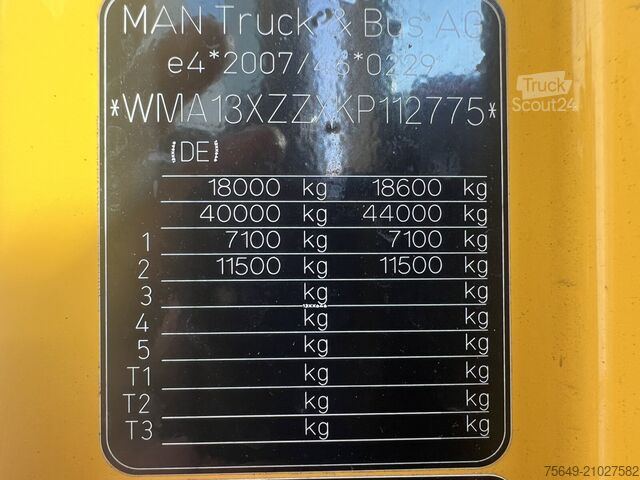 MAN Truck & Bus AG
e4*2007/46*0229
*WMA13XZZXKP112775*
(DE)
18000 kg 18600 kg
40000 kg 44000 kg
1 7100 kg 7100 kg
2 11500 kg 11500 kg
3 kg kg
4 kg kg
5 kg kg
T1 kg kg
T2 kg kg
T3 kg kg
Truck
Scout24
75649-21027582